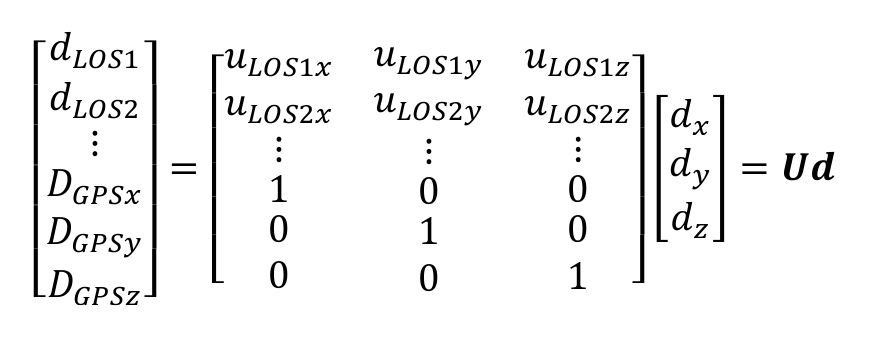 d_LOS1 u_LOS1x u_LOS1y u_LOS1z
d_LOS2 u_LOS2x u_LOS2y u_LOS2z d_x
⋮ ⋮ ⋮ ⋮
D_GPSx = 1 0 0 d_y = Ud
D_GPSy 0 1 0 d_z
D_GPSz 0 0 1